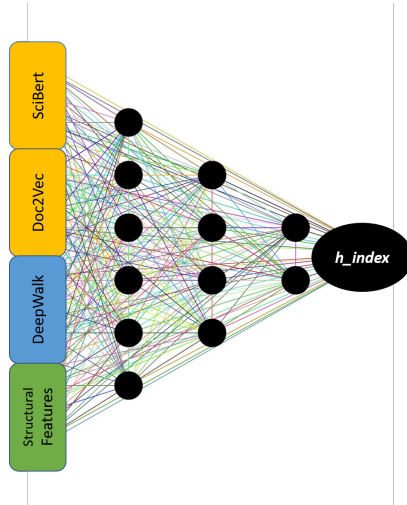 SciBert
Doc2Vec
DeepWalk
Structural
Features
h_index